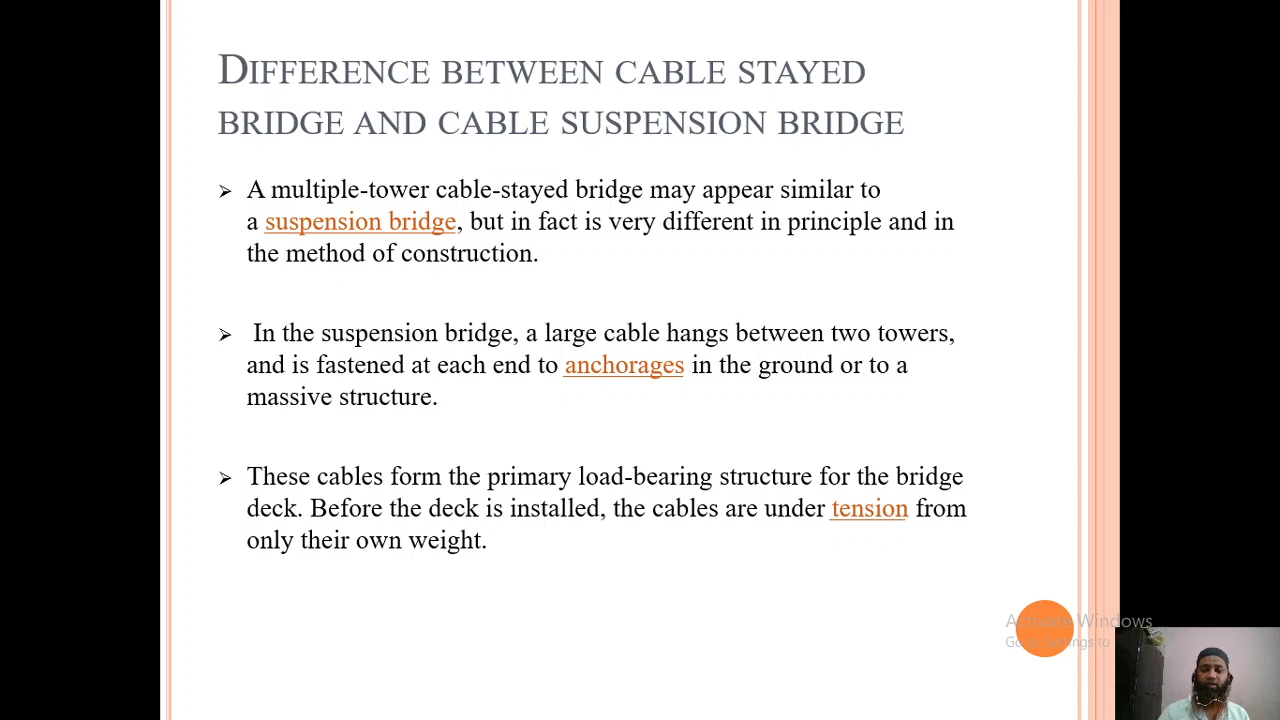 DIFFERENCE BETWEEN CABLE STAYED
BRIDGE AND CABLE SUSPENSION BRIDGE
➢ A multiple-tower cable-stayed bridge may appear similar to
a suspension bridge, but in fact is very different in principle and in
the method of construction.
➢ In the suspension bridge, a large cable hangs between two towers,
and is fastened at each end to anchorages in the ground or to a
massive structure.
➢ These cables form the primary load-bearing structure for the bridge
deck. Before the deck is installed, the cables are under tension from
only their own weight.
Activate Windows
Go to Settings to